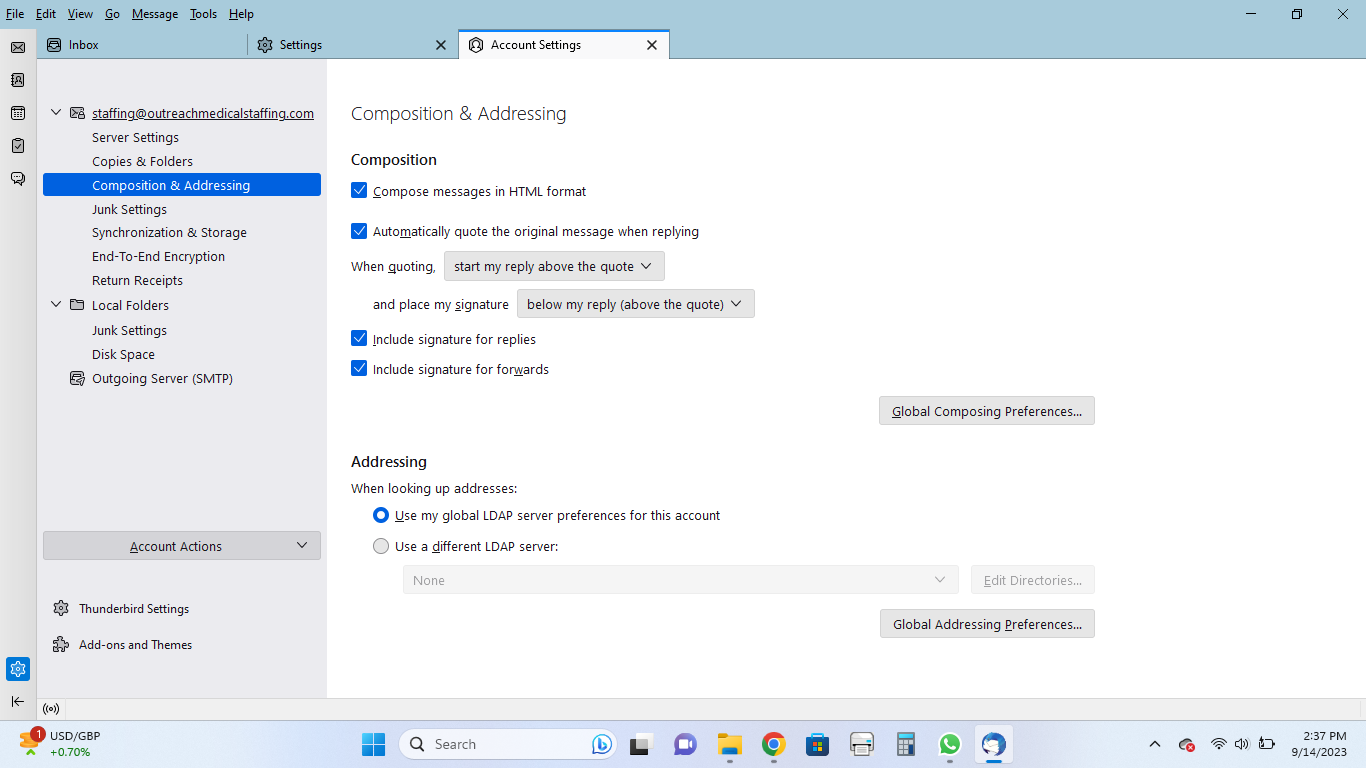 File Edit View Go Message Tools Help
Inbox Settings Account Settings
staffing@outreachmedicalstaffing.com
Server Settings
Copies & Folders
Composition & Addressing
Junk Settings
Synchronization & Storage
End-To-End Encryption
Return Receipts
Local Folders
Junk Settings
Disk Space
Outgoing Server (SMTP)
Account Actions
Thunderbird Settings
Add-ons and Themes
Composition & Addressing
Composition
Compose messages in HTML format
Automatically quote the original message when replying
When quoting, start my reply above the quote
and place my signature below my reply (above the quote)
Include signature for replies
Include signature for forwards
Global Composing Preferences...
Addressing
When looking up addresses:
Use my global LDAP server preferences for this account
Use a different LDAP server:
None Edit Directories...
Global Addressing Preferences...
1 USD/GBP
+0.70%
Search
2:37 PM
9/14/2023